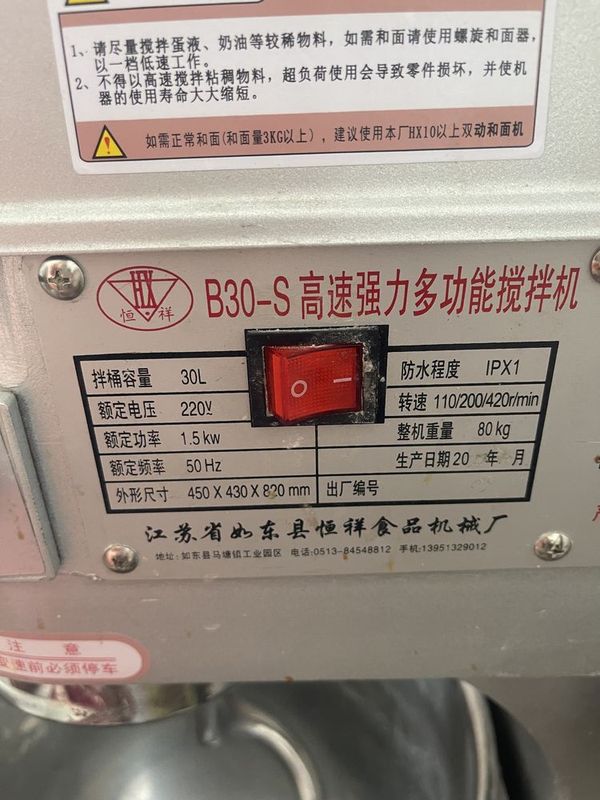 1、请尽量搅拌蛋液、奶油等较稀物料，如需和面请使用螺旋和面器，
以一档低速工作。
2、不得以高速搅拌粘稠物料，超负荷使用会导致零件损坏，并使机
器的使用寿命大大缩短。
如需正常和面(和面量3KG以上)，建议使用本厂HX10以上双动和面机
HX
恒祥
B30-S 高速强力多功能搅拌机
拌桶容量 30L
防水程度 IPX1
额定电压 220V
转速 110/200/420r/min
额定功率 1.5kw
整机重量 80kg
额定频率 50Hz
生产日期20 年 月
外形尺寸 450X430X820mm
出厂编号
江苏省如东县恒祥食品机械厂
地址:如东县马塘镇工业园区 电话:0513-84548812 手机:13951329012
注意
变速前必须停车